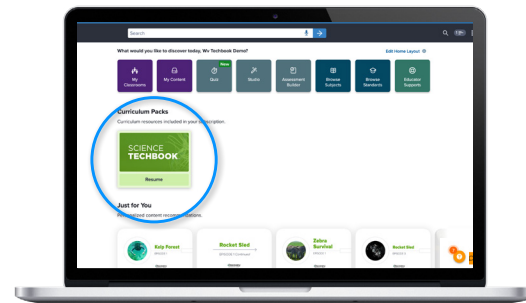 Search
What would you like to discover today, Wv Techbook Demo?
Edit Home Layout
New
My Classrooms
My Content
Quiz
Studio
Assessment Builder
Browse Subjects
Browse Standards
Educator Supports
Curriculum Packs
Curriculum resources included in your subscription.
SCIENCE
TECHBOOK
Resume
Just for You
Personalized content recommendations.
Kelp Forest
Rocket Sled
Zebra Survival
Rocket Sled